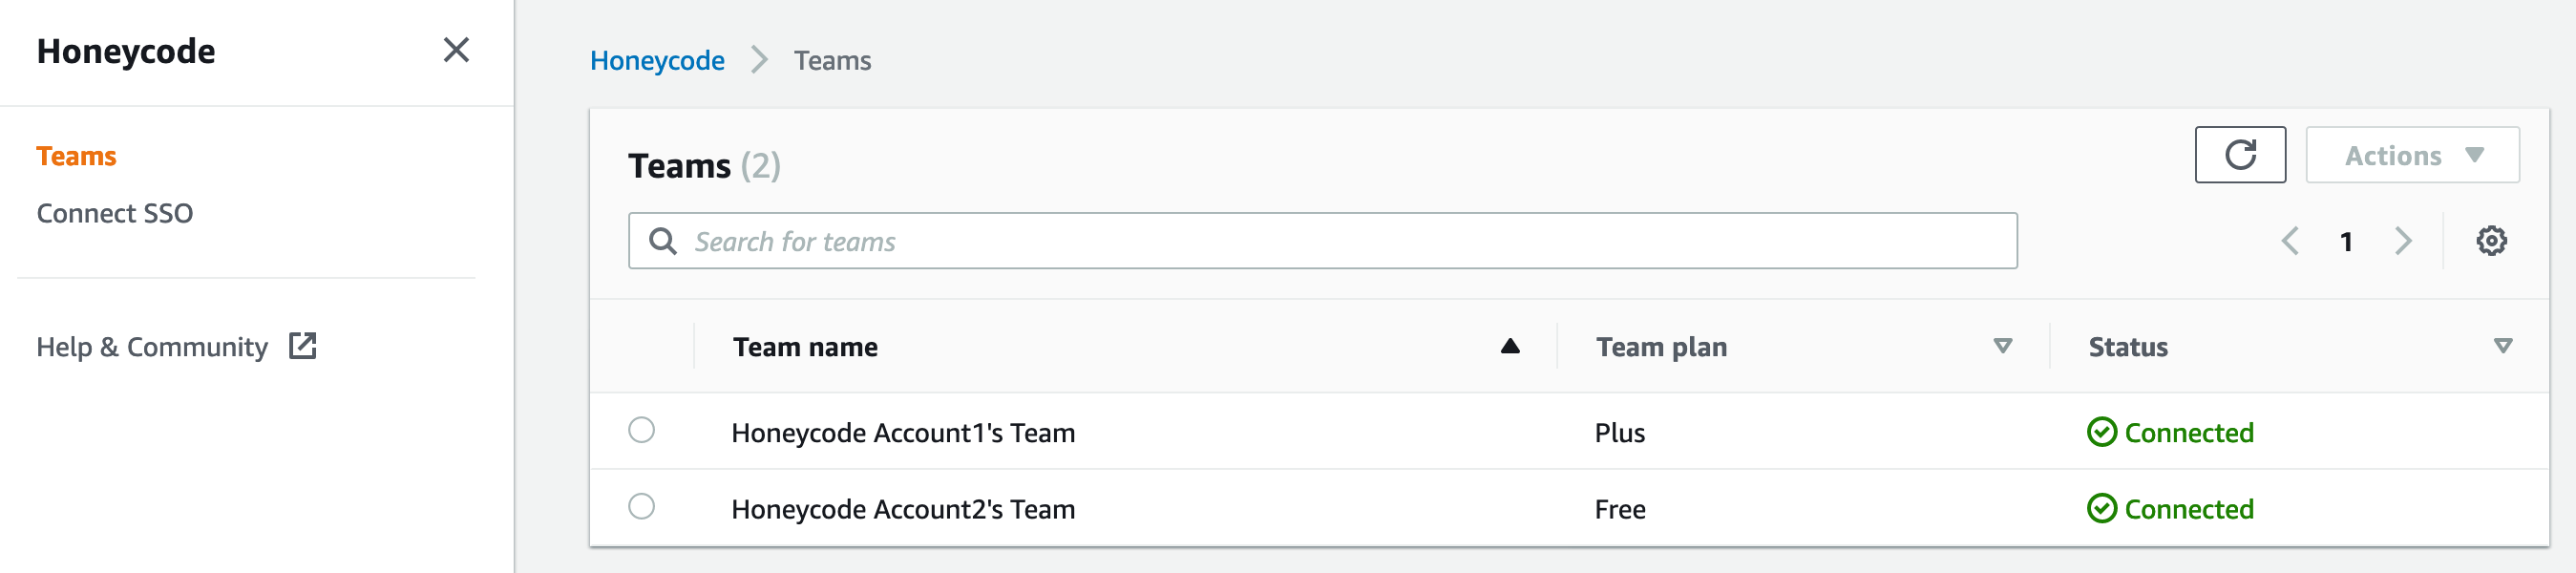 Honeycode
Teams
Connect SSO
Help & Community
Honeycode Teams
Teams (2)
Actions
Search for teams
1
Team name Team plan Status
Honeycode Account1's Team Plus Connected
Honeycode Account2's Team Free Connected